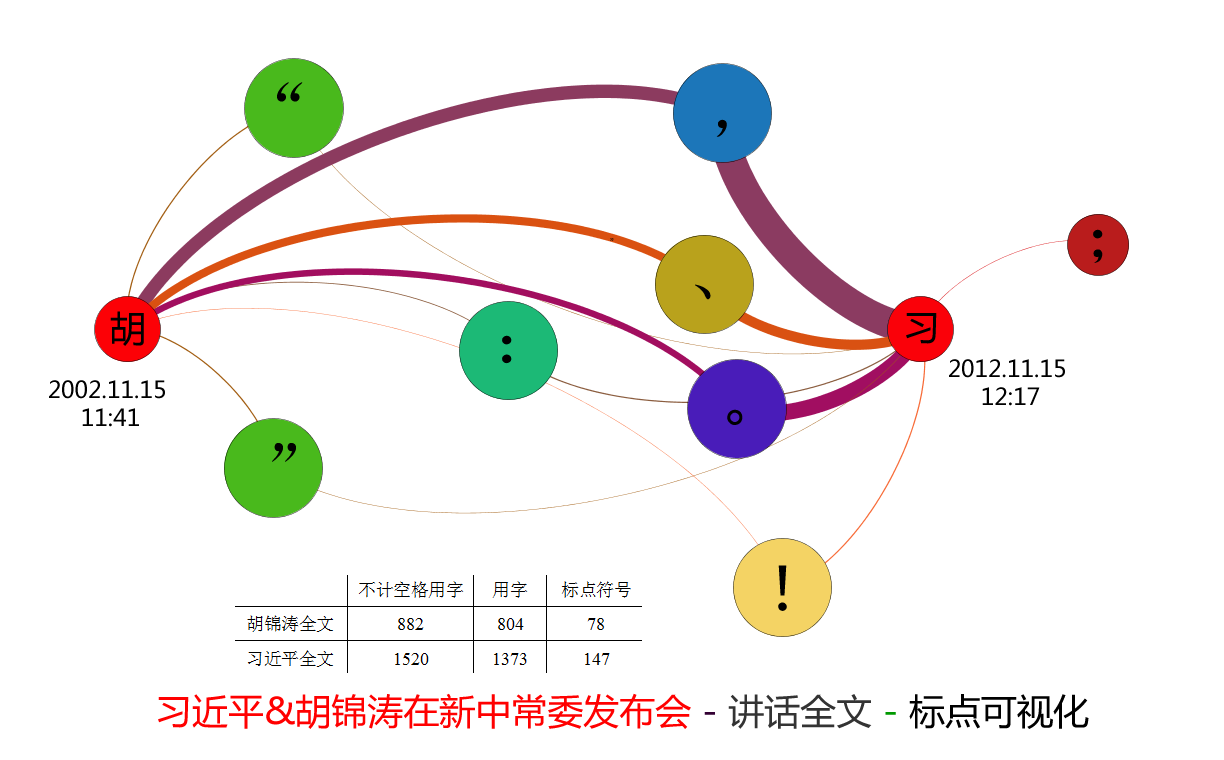 “
，
；
、
胡
习
：
2002.11.15
11:41
2012.11.15
12:17
。
”
！
不计空格用字 用字 标点符号
胡锦涛全文 882 804 78
习近平全文 1520 1373 147
习近平&胡锦涛在新中常委发布会 - 讲话全文 - 标点可视化